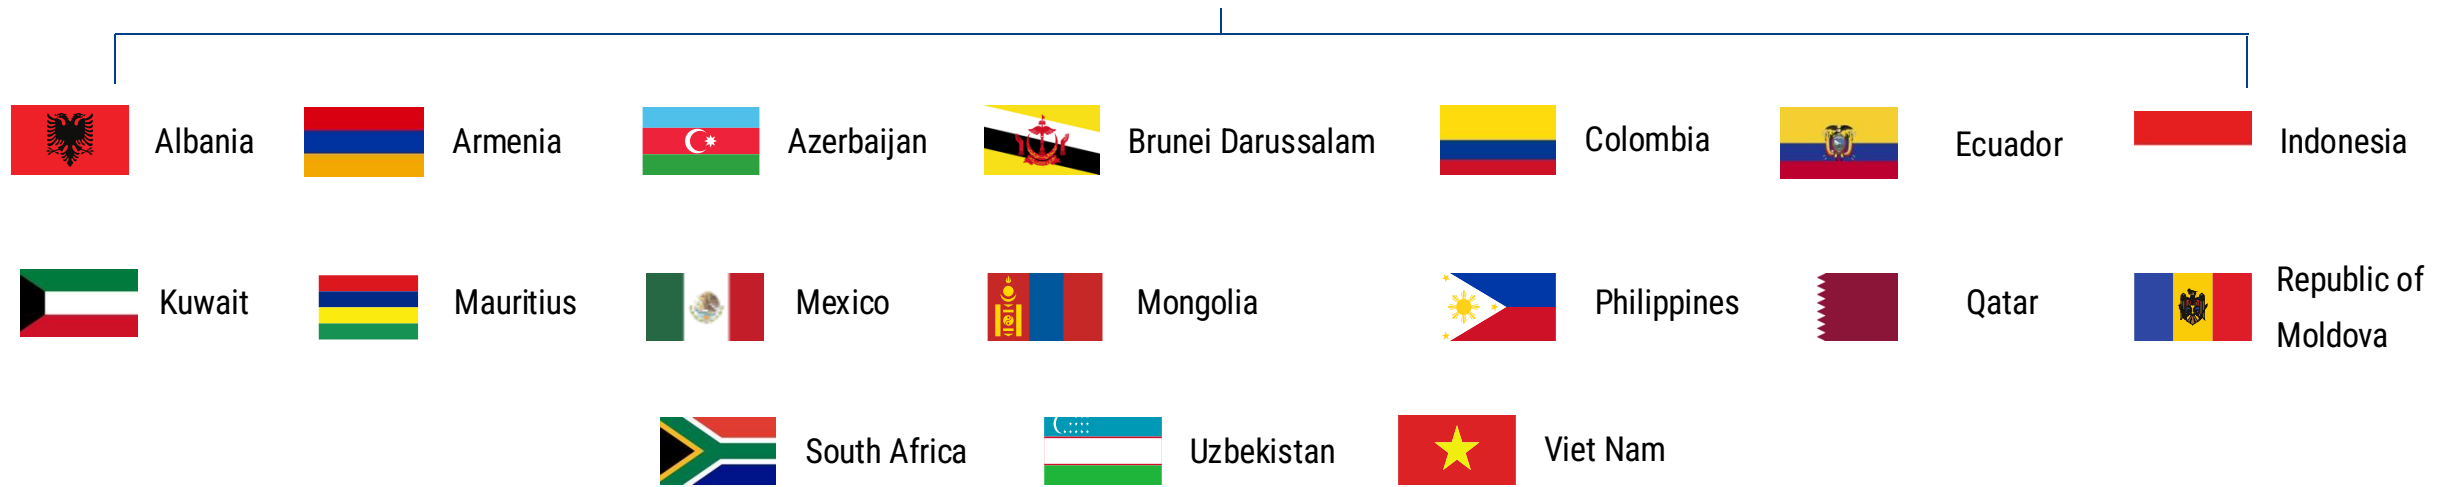 Albania
Armenia
Azerbaijan
Brunei Darussalam
Colombia
Ecuador
Indonesia
Kuwait
Mauritius
Mexico
Mongolia
Philippines
Qatar
Republic of
Moldova
South Africa
Uzbekistan
Viet Nam